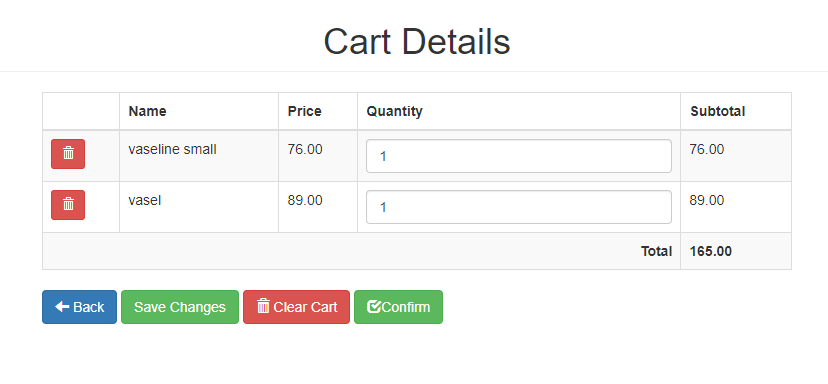 Cart Details
Name Price Quantity Subtotal
vaseline small 76.00 1 76.00
vasel 89.00 1 89.00
Total 165.00
Back Save Changes Clear Cart Confirm